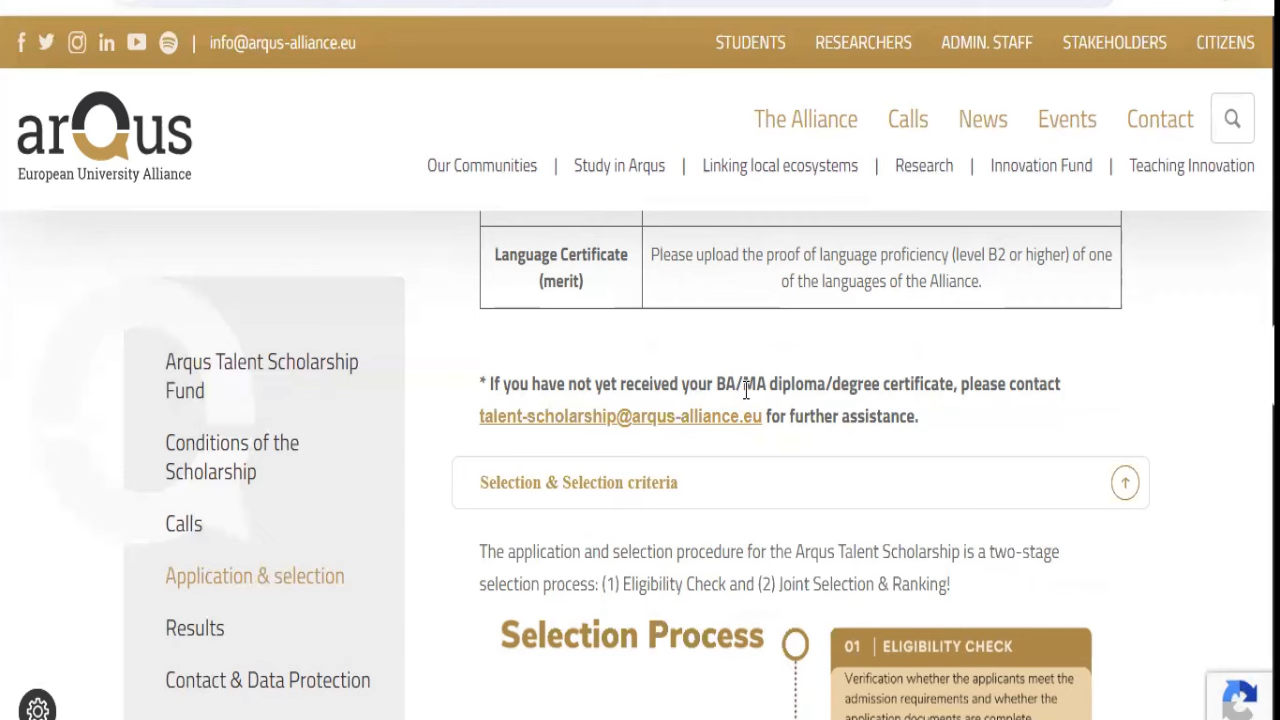 info@arqus-alliance.eu
STUDENTS RESEARCHERS ADMIN. STAFF STAKEHOLDERS CITIZENS
arQus
European University Alliance
The Alliance Calls News Events Contact
Our Communities | Study in Arqus | Linking local ecosystems | Research | Innovation Fund | Teaching Innovation
Arqus Talent Scholarship
Fund
Conditions of the
Scholarship
Calls
Application & selection
Results
Contact & Data Protection
Language Certificate
(merit)
Please upload the proof of language proficiency (level B2 or higher) of one
of the languages of the Alliance.
* If you have not yet received your BA/MA diploma/degree certificate, please contact
talent-scholarship@arqus-alliance.eu for further assistance.
Selection & Selection criteria
The application and selection procedure for the Arqus Talent Scholarship is a two-stage
selection process: (1) Eligibility Check and (2) Joint Selection & Ranking!
Selection Process
01 | ELIGIBILITY CHECK
Verification whether the applicants meet the
admission requirements and whether the
application documents are complete